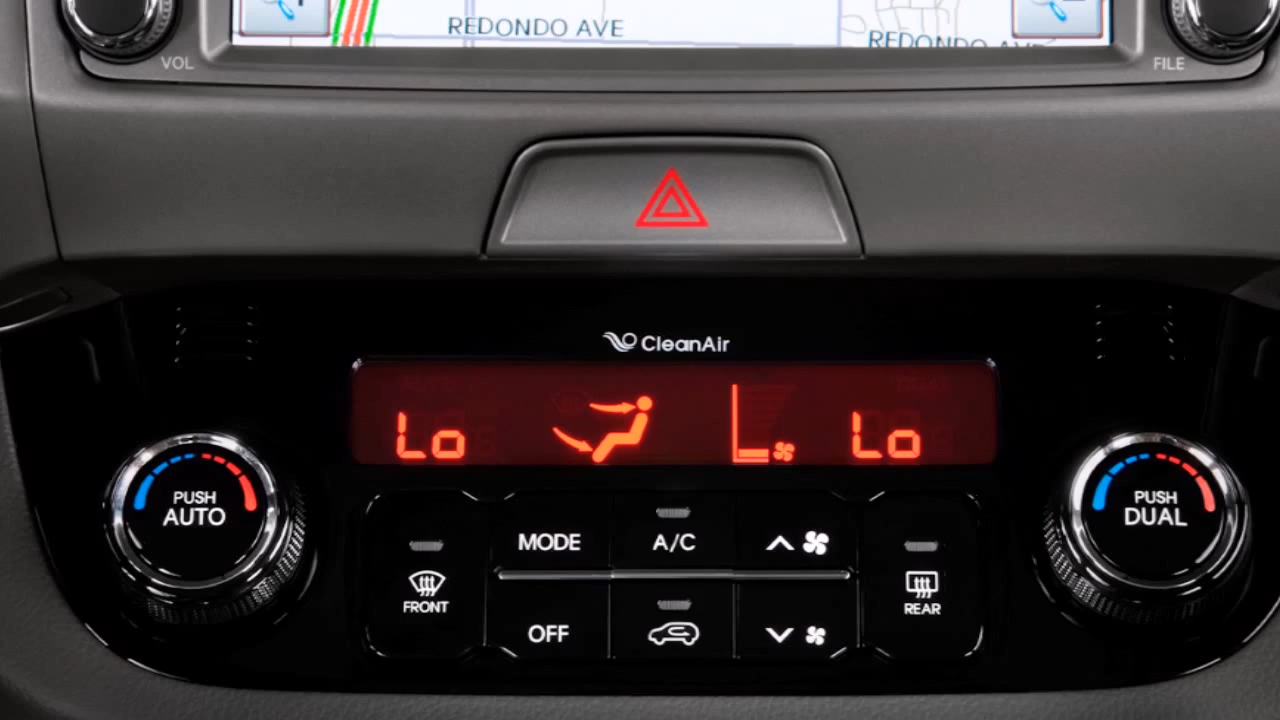 REDONDO AVE
REDONDO AVE
VOL
FILE
CleanAir
Lo
Lo
PUSH
AUTO
MODE
A/C
PUSH
DUAL
FRONT
REAR
OFF